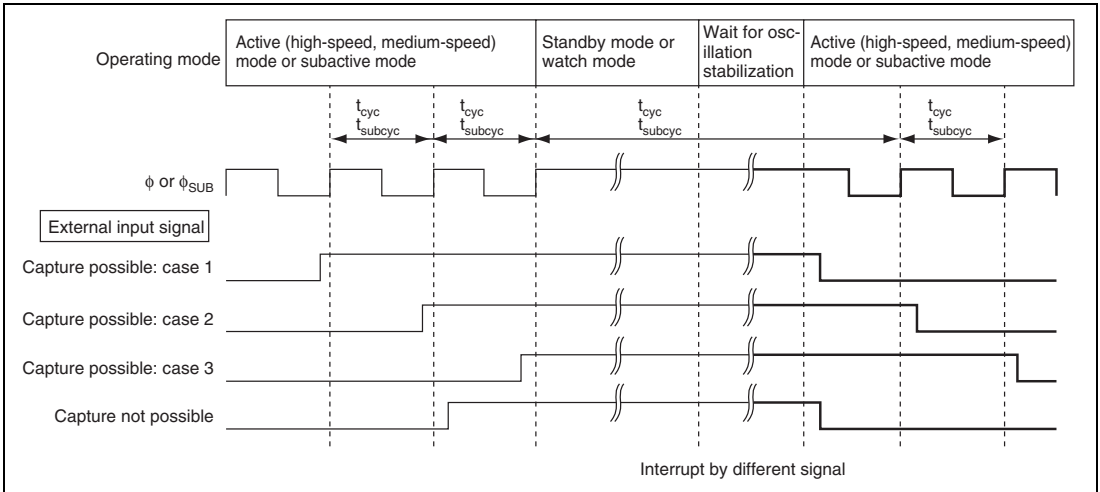 Operating mode
Active (high-speed, medium-speed)
mode or subactive mode
Standby mode or
watch mode
Wait for osc-
illation
stabilization
Active (high-speed, medium-speed)
mode or subactive mode
tcyc
tsubcyc
tcyc
tsubcyc
tcyc
tsubcyc
tcyc
tsubcyc
φ or φSUB
External input signal
Capture possible: case 1
Capture possible: case 2
Capture possible: case 3
Capture not possible
Interrupt by different signal